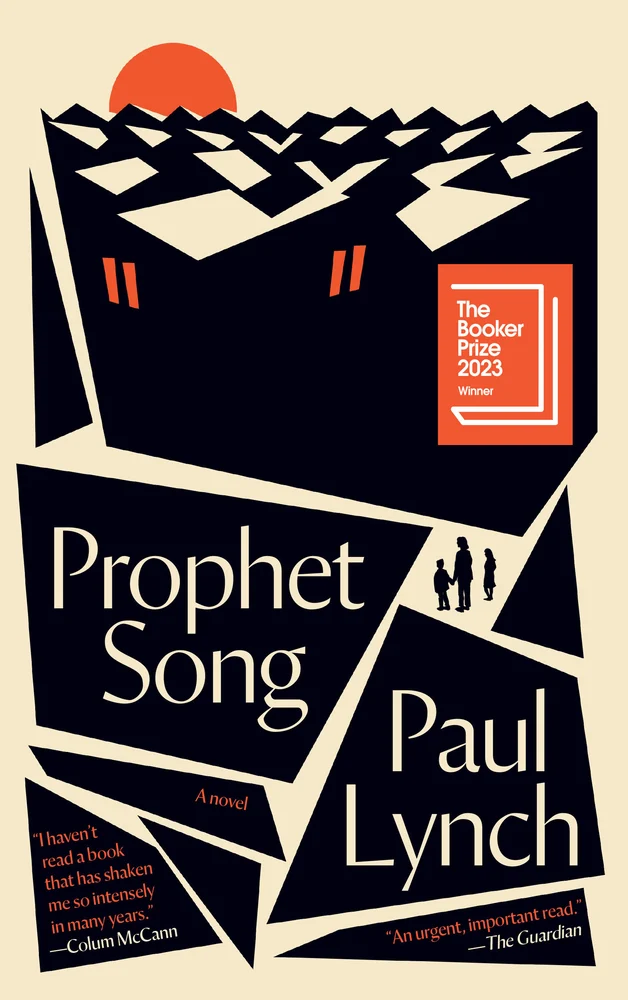 The
Booker
Prize
2023
Winner
Prophet
Song
Paul
Lynch
A novel
“I haven’t
read a book
that has shaken
me so intensely
in many years.”
—Colum McCann
“An urgent, important read.”
—The Guardian